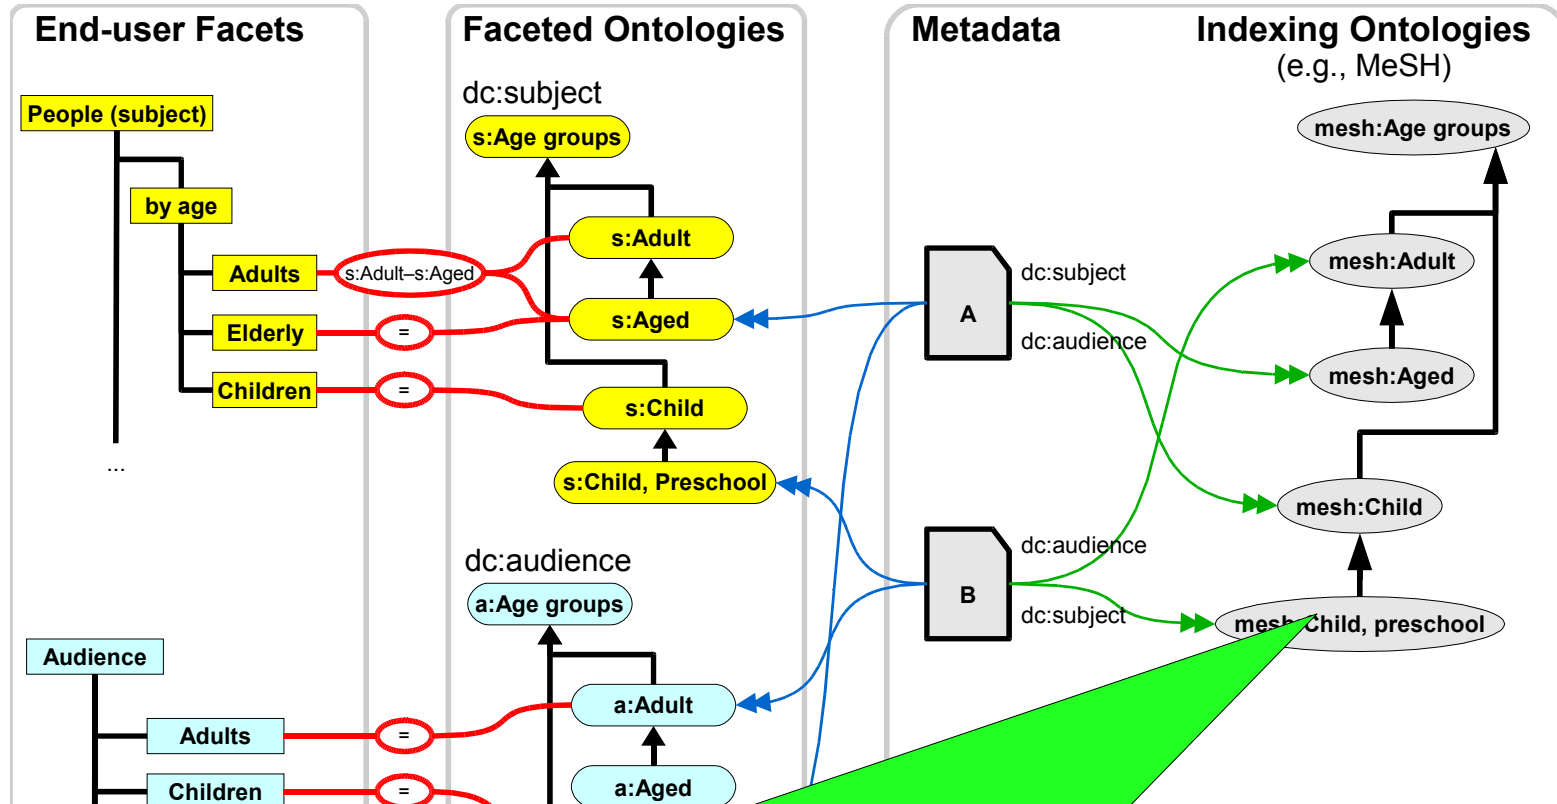 End-user Facets
People (subject)
by age
Adults
Elderly
Children
...
Audience
Adults
Children
s:Adult–s:Aged
=
=
=
=
Faceted Ontologies
dc:subject
s:Age groups
s:Adult
s:Aged
s:Child
s:Child, Preschool
dc:audience
a:Age groups
a:Adult
a:Aged
Metadata
A
dc:subject
dc:audience
B
dc:audience
dc:subject
Indexing Ontologies
(e.g., MeSH)
mesh:Age groups
mesh:Adult
mesh:Aged
mesh:Child
mesh:Child, preschool